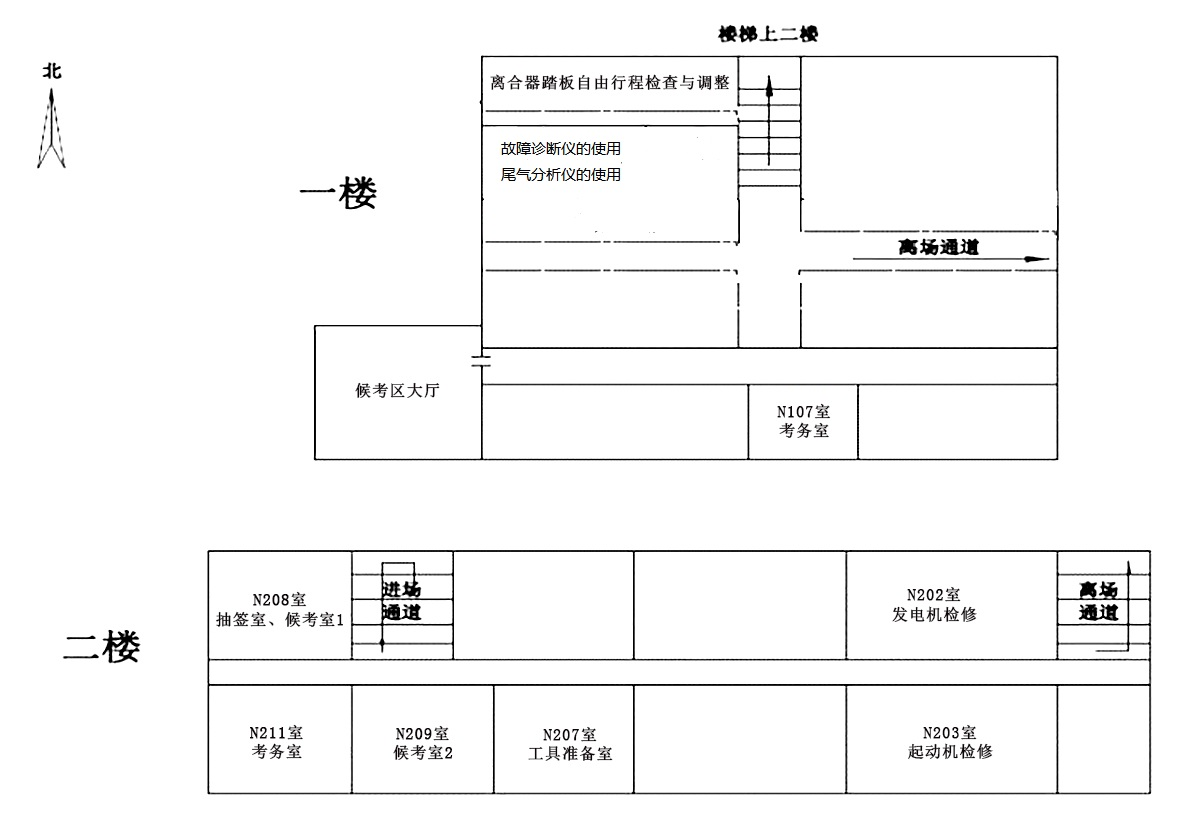 楼梯上二楼
北
离合器踏板自由行程检查与调整
故障诊断仪的使用
尾气分析仪的使用
一楼
离场通道
候考区大厅
N107室
考务室
二楼
N208室
抽签室、候考室1
进场
通道
N202室
发电机检修
离场
通道
N211室
考务室
N209室
候考室2
N207室
工具准备室
N203室
起动机检修